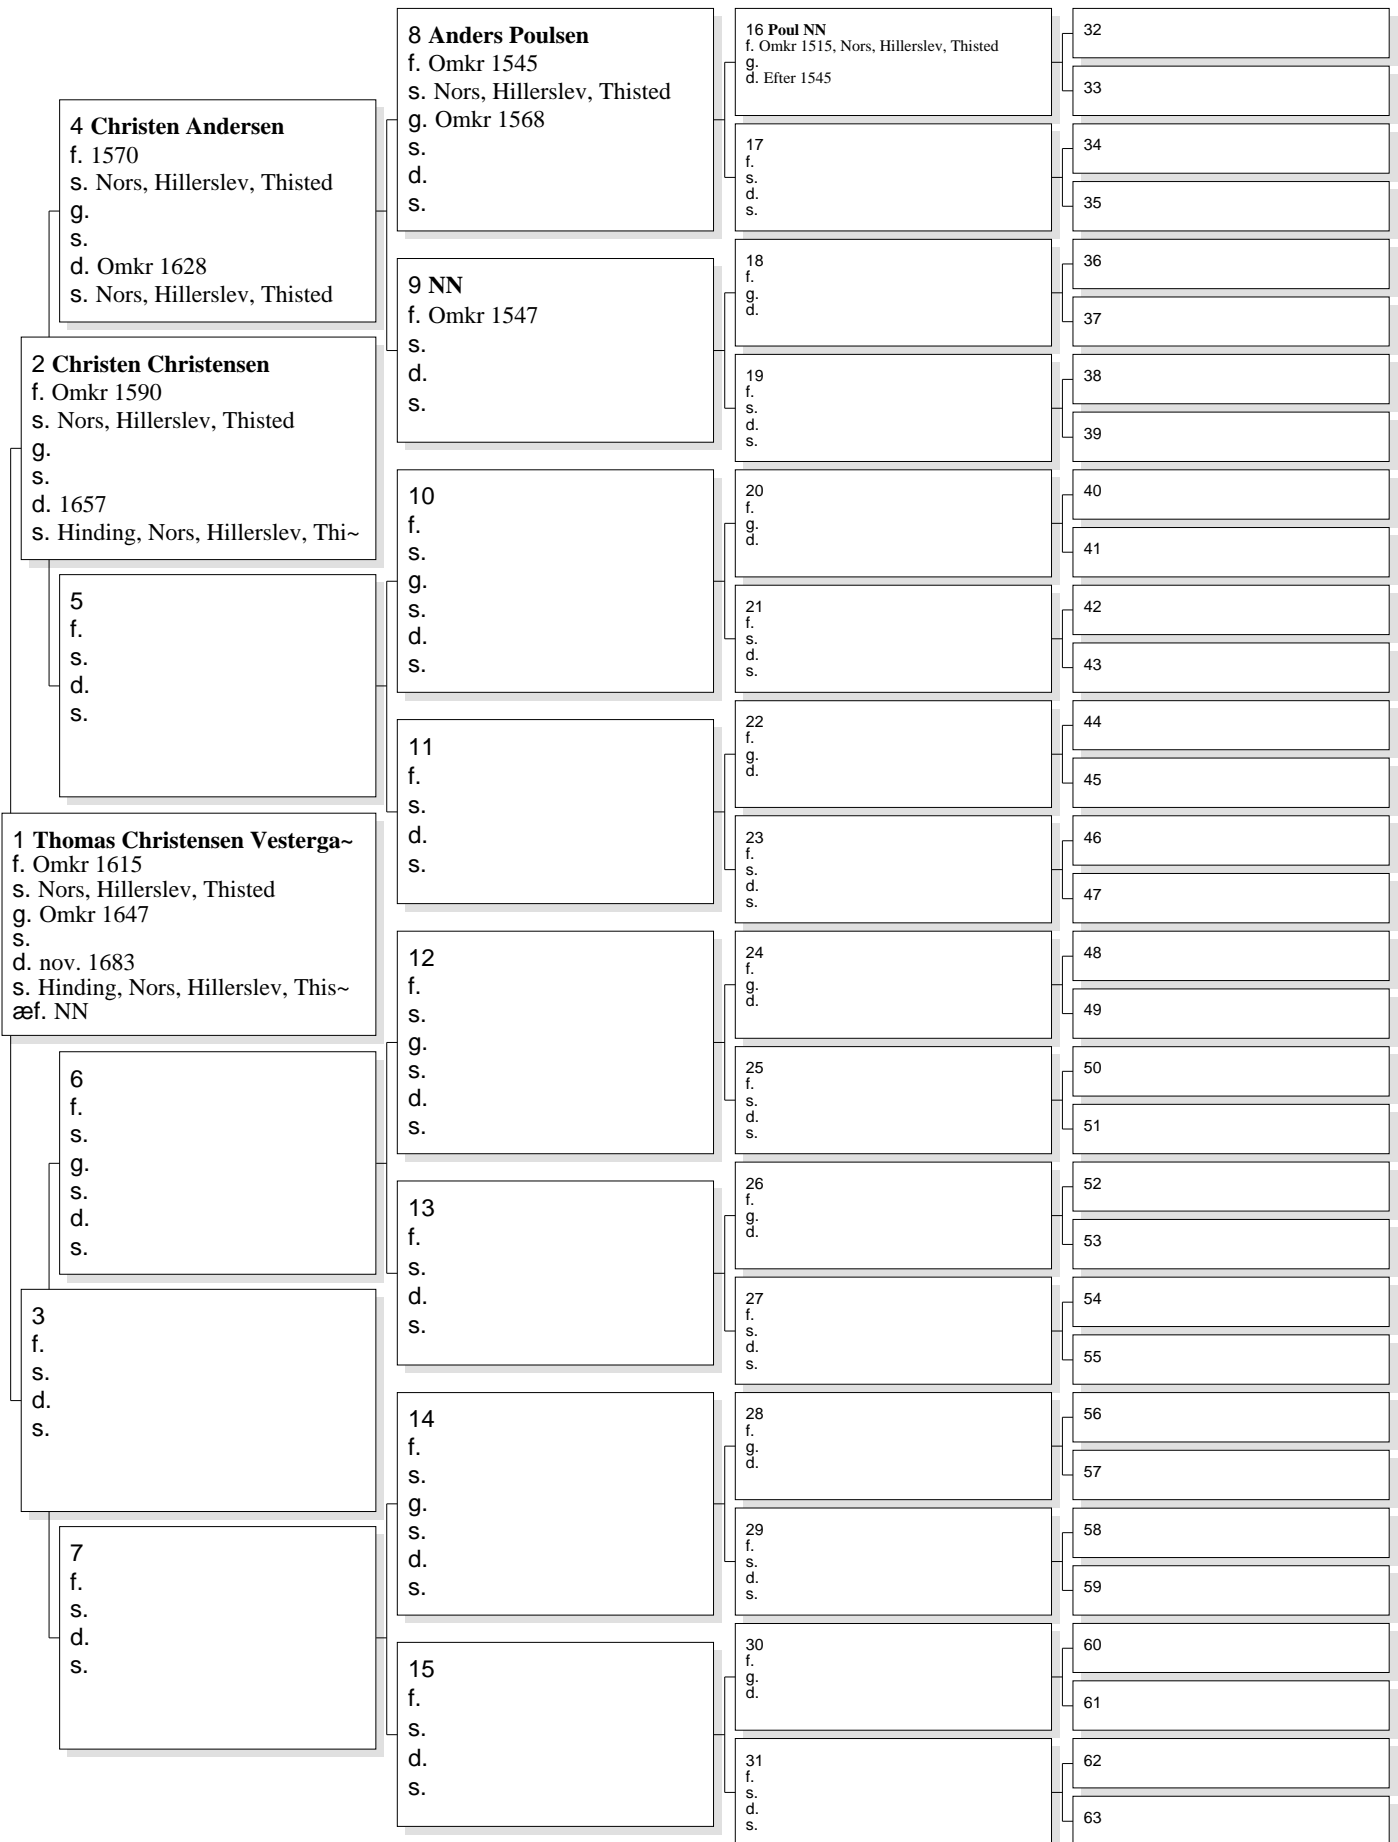 4 Christen Andersen
f. 1570
s. Nors, Hillerslev, Thisted
g.
s.
d. Omkr 1628
s. Nors, Hillerslev, Thisted
2 Christen Christensen
f. Omkr 1590
s. Nors, Hillerslev, Thisted
g.
s.
d. 1657
s. Hinding, Nors, Hillerslev, Thi~
5
f.
s.
d.
s.
1 Thomas Christensen Vesterga~
f. Omkr 1615
s. Nors, Hillerslev, Thisted
g. Omkr 1647
s.
d. nov. 1683
s. Hinding, Nors, Hillerslev, This~
æf. NN
6
f.
s.
g.
s.
d.
s.
3
f.
s.
d.
s.
7
f.
s.
d.
s.
8 Anders Poulsen
f. Omkr 1545
s. Nors, Hillerslev, Thisted
g. Omkr 1568
s.
d.
s.
9 NN
f. Omkr 1547
s.
d.
s.
10
f.
s.
g.
s.
d.
s.
11
f.
s.
d.
s.
12
f.
s.
g.
s.
d.
s.
13
f.
s.
d.
s.
14
f.
s.
g.
s.
d.
s.
15
f.
s.
d.
s.
16 Poul NN
f. Omkr 1515, Nors, Hillerslev, Thisted
g.
d. Efter 1545
17
f.
s.
d.
s.
18
f.
g.
d.
19
f.
s.
d.
s.
20
f.
g.
d.
21
f.
s.
d.
s.
22
f.
g.
d.
23
f.
s.
d.
s.
24
f.
g.
d.
25
f.
s.
d.
s.
26
f.
g.
d.
27
f.
s.
d.
s.
28
f.
g.
d.
29
f.
s.
d.
s.
30
f.
g.
d.
31
f.
s.
d.
s.
32
33
34
35
36
37
38
39
40
41
42
43
44
45
46
47
48
49
50
51
52
53
54
55
56
57
58
59
60
61
62
63